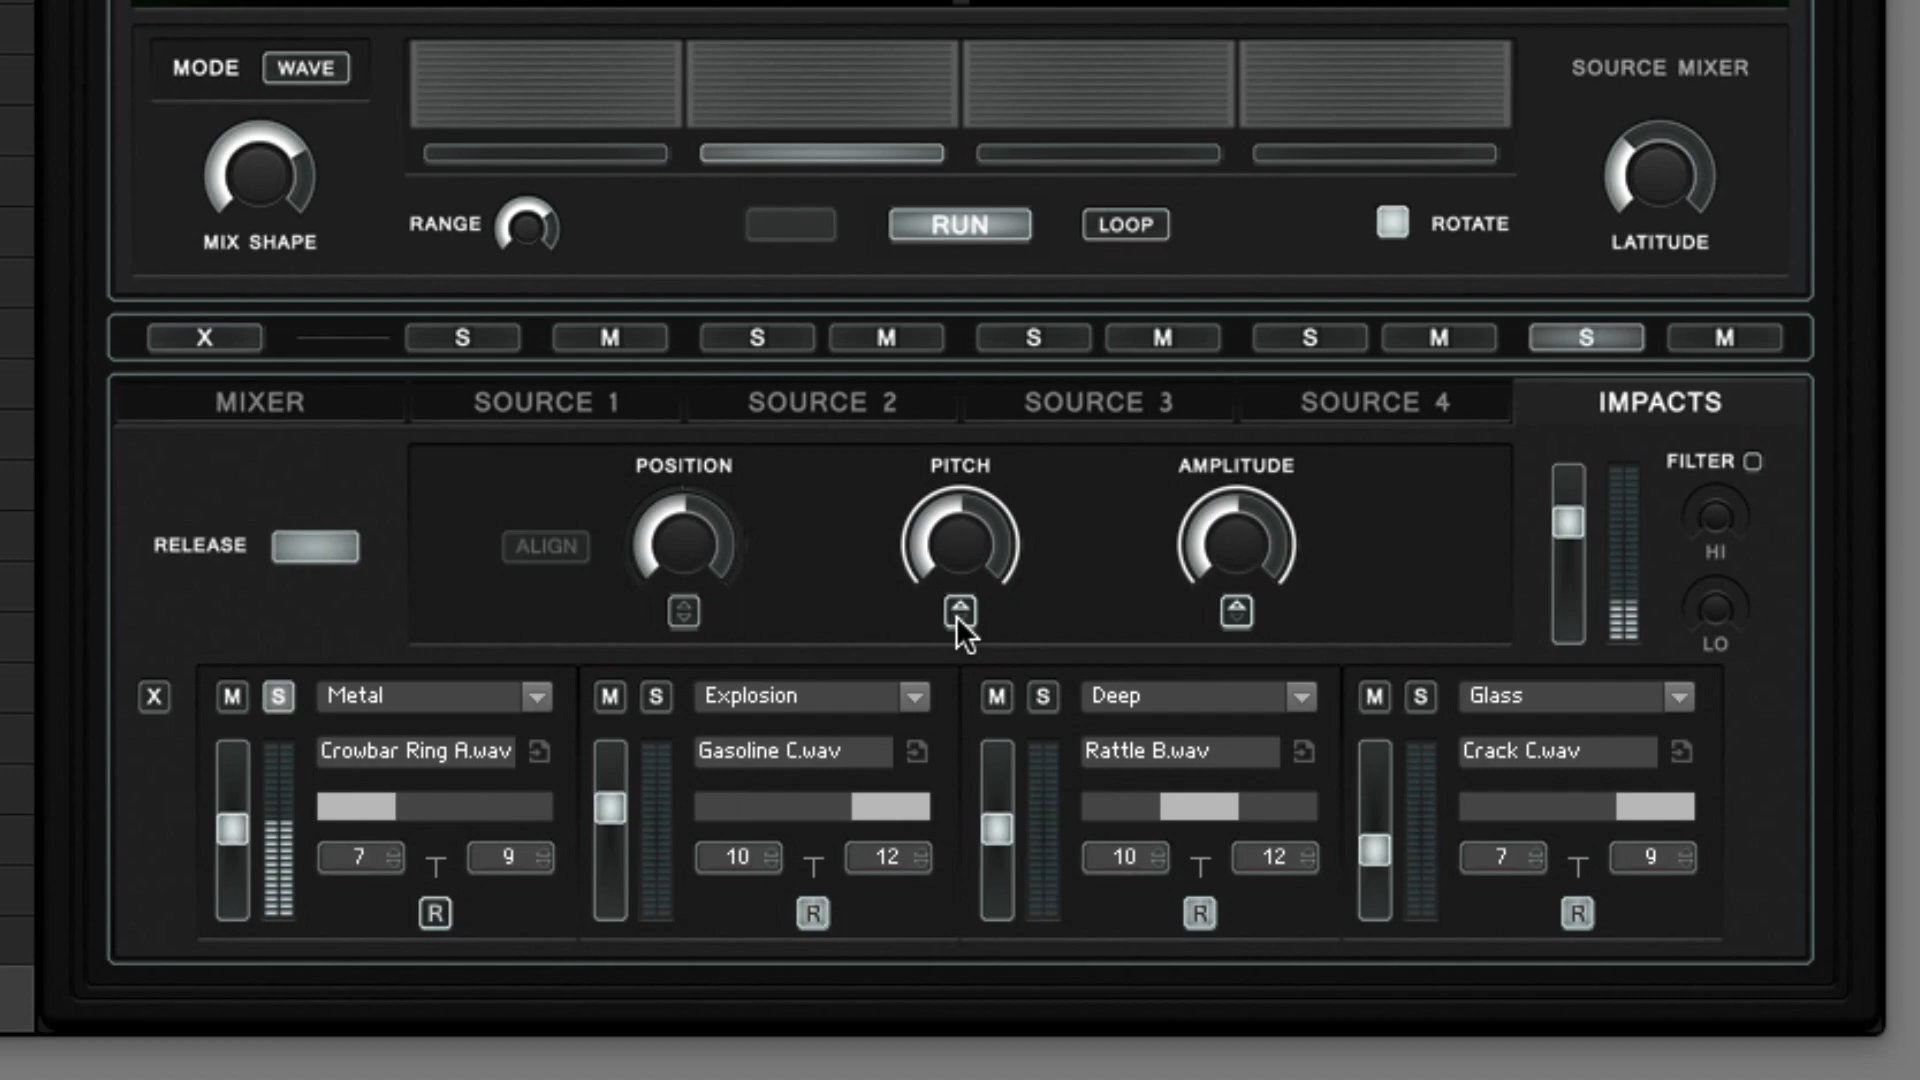 MODE WAVE SOURCE MIXER
RANGE RUN LOOP ROTATE
MIX SHAPE LATITUDE
X S M S M S M S M S M
MIXER SOURCE 1 SOURCE 2 SOURCE 3 SOURCE 4 IMPACTS
POSITION PITCH AMPLITUDE FILTER
RELEASE ALIGN HI
LO
X M S Metal M S Explosion M S Deep M S Glass
Crowbar Ring A.wav Gasoline C.wav Rattle B.wav Crack C.wav
7 9 10 12 10 12 7 9
R R R R